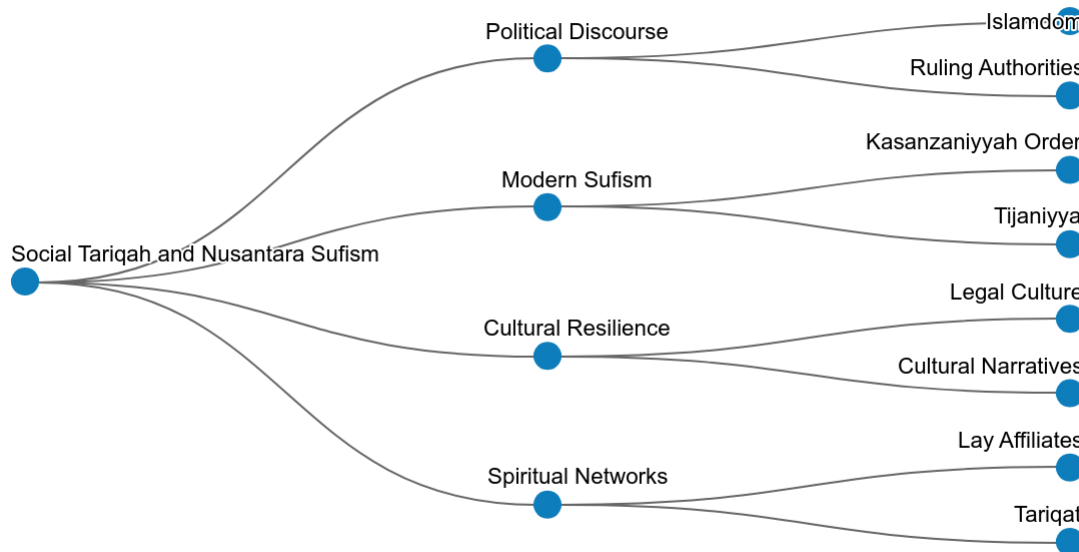 Political Discourse
Islamdom
Ruling Authorities
Kasanzaniyyah Order
Modern Sufism
Tijaniyya
Social Tariqah and Nusantara Sufism
Legal Culture
Cultural Resilience
Cultural Narratives
Lay Affiliates
Spiritual Networks
Tariqat